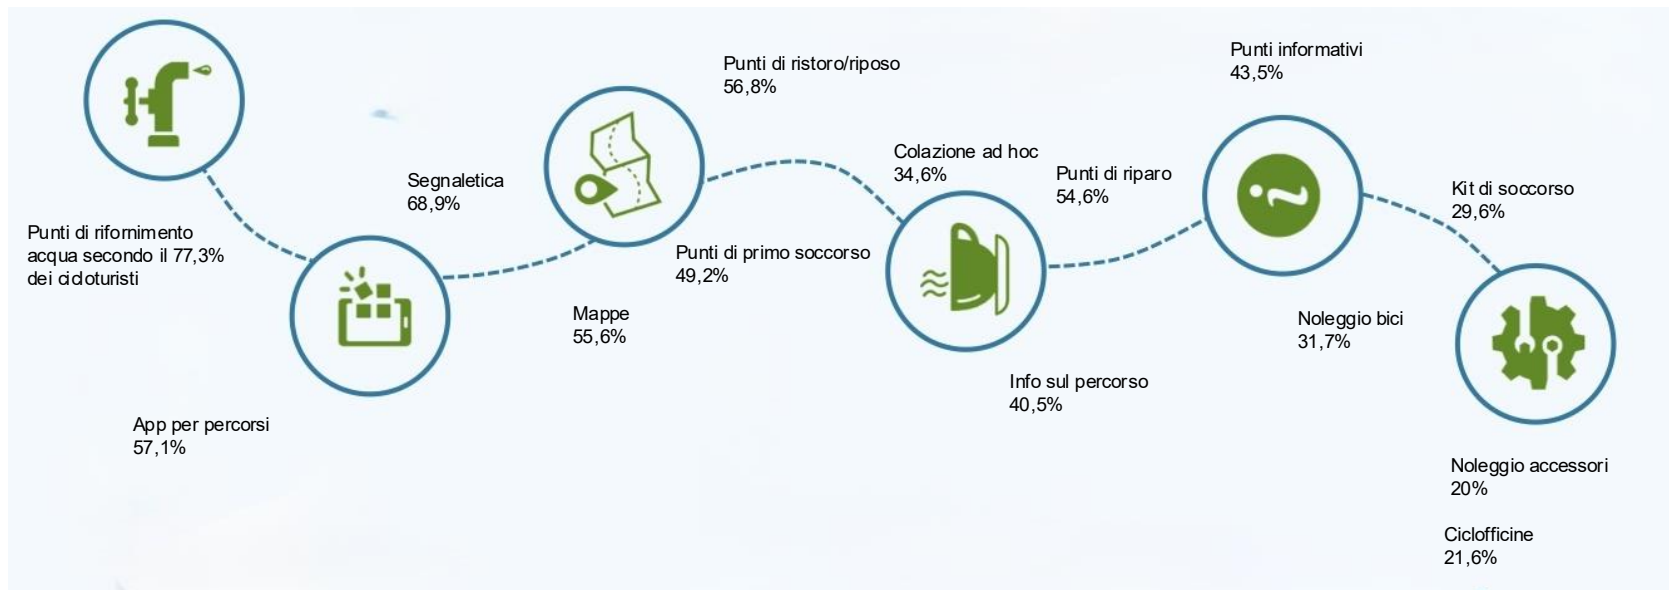 Punti di rifornimento
acqua secondo il 77,3%
dei cicloturisti
App per percorsi
57,1%
Segnaletica
68,9%
Mappe
55,6%
Punti di ristoro/riposo
56,8%
Punti di primo soccorso
49,2%
Colazione ad hoc
34,6%
Info sul percorso
40,5%
Punti di riparo
54,6%
Punti informativi
43,5%
Noleggio bici
31,7%
Kit di soccorso
29,6%
Noleggio accessori
20%
Ciclofficine
21,6%